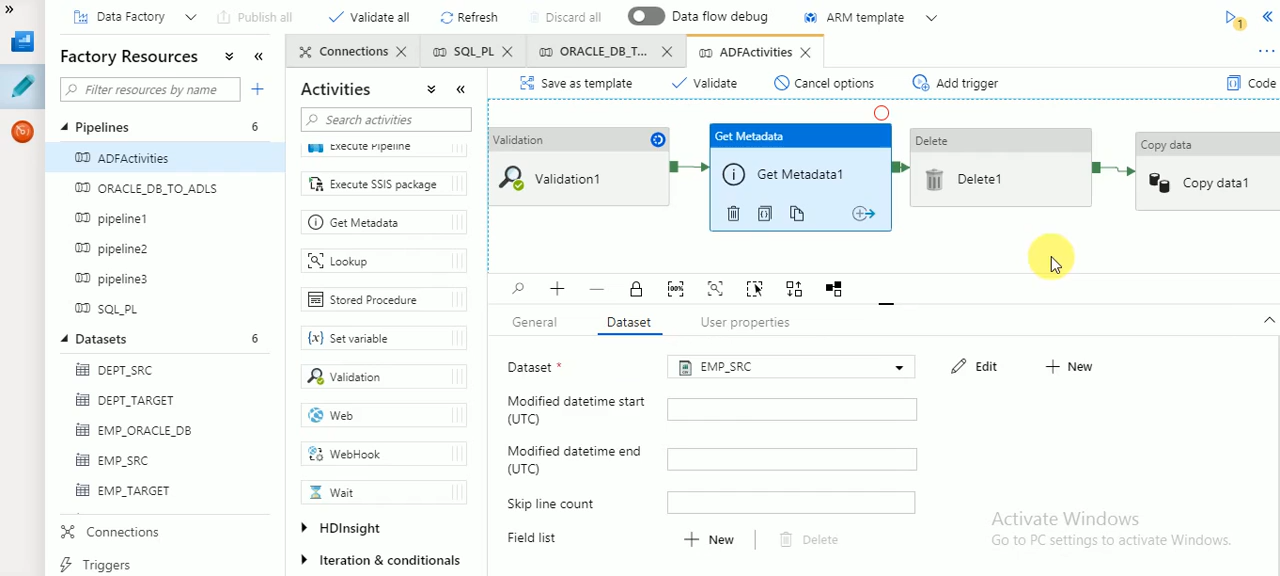 Data Factory
Publish all
Validate all
Refresh
Discard all
Data flow debug
ARM template
1
Factory Resources
Filter resources by name
Pipelines 6
ADFActivities
ORACLE_DB_TO_ADLS
pipeline1
pipeline2
pipeline3
SQL_PL
Datasets 6
DEPT_SRC
DEPT_TARGET
EMP_ORACLE_DB
EMP_SRC
EMP_TARGET
Connections
Triggers
Connections
SQL_PL
ORACLE_DB_T...
ADFActivities
Activities
Search activities
Execute Pipeline
Execute SSIS package
Get Metadata
Lookup
Stored Procedure
Set variable
Validation
Web
WebHook
Wait
HDInsight
Iteration & conditionals
Save as template
Validate
Cancel options
Add trigger
Code
Validation
Validation1
Get Metadata
Get Metadata1
Delete
Delete1
Copy data
Copy data1
100%
General
Dataset
User properties
Dataset *
EMP_SRC
Edit
New
Modified datetime start
(UTC)
Modified datetime end
(UTC)
Skip line count
Field list
New
Delete
Activate Windows
Go to PC settings to activate Windows.